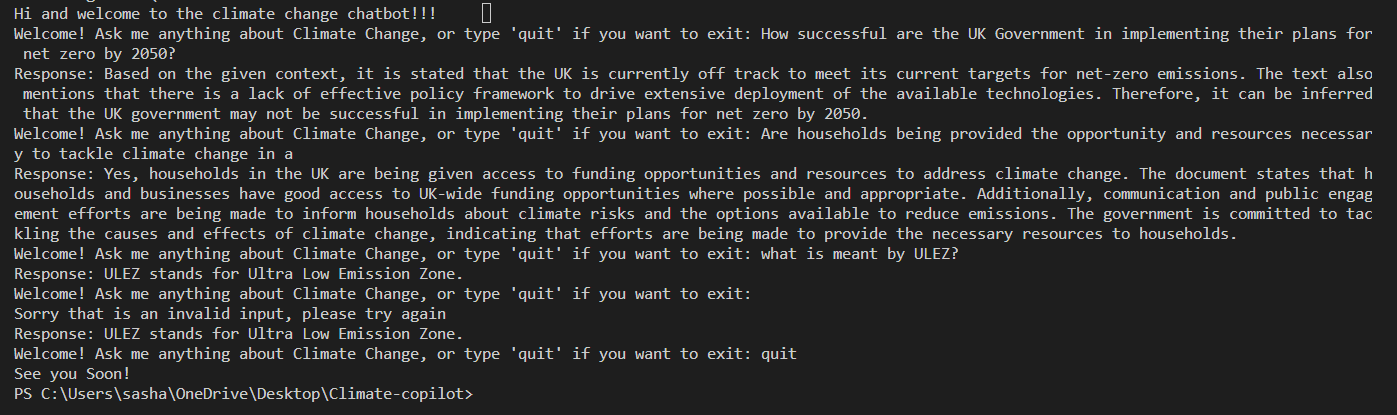 Hi and welcome to the climate change chatbot!!!
Welcome! Ask me anything about Climate Change, or type 'quit' if you want to exit: How successful are the UK Government in implementing their plans for
net zero by 2050?
Response: Based on the given context, it is stated that the UK is currently off track to meet its current targets for net-zero emissions. The text also
mentions that there is a lack of effective policy framework to drive extensive deployment of the available technologies. Therefore, it can be inferred
that the UK government may not be successful in implementing their plans for net zero by 2050.
Welcome! Ask me anything about Climate Change, or type 'quit' if you want to exit: Are households being provided the opportunity and resources necessar
y to tackle climate change in a
Response: Yes, households in the UK are being given access to funding opportunities and resources to address climate change. The document states that h
ouseholds and businesses have good access to UK-wide funding opportunities where possible and appropriate. Additionally, communication and public engag
ement efforts are being made to inform households about climate risks and the options available to reduce emissions. The government is committed to tac
kling the causes and effects of climate change, indicating that efforts are being made to provide the necessary resources to households.
Welcome! Ask me anything about Climate Change, or type 'quit' if you want to exit: what is meant by ULEZ?
Response: ULEZ stands for Ultra Low Emission Zone.
Welcome! Ask me anything about Climate Change, or type 'quit' if you want to exit:
Sorry that is an invalid input, please try again
Response: ULEZ stands for Ultra Low Emission Zone.
Welcome! Ask me anything about Climate Change, or type 'quit' if you want to exit: quit
See you Soon!
PS C:\Users\sasha\OneDrive\Desktop\Climate-copilot>